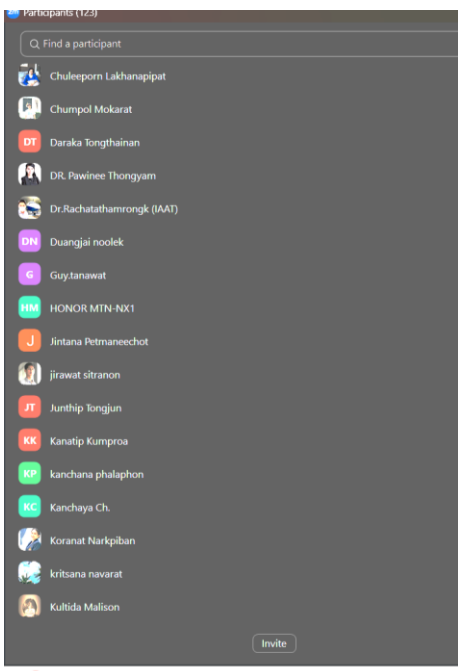 Participants (123)
Find a participant
Chuleeporn Lakhanapipat
Chumpol Mokarat
DT Daraka Tongthainan
DR. Pawinee Thongyam
Dr.Rachatathamrongk (IAAT)
DN Duangjai noolek
G Guy.tanawat
HM HONOR MTN-NX1
J Jintana Petmaneechot
jirawat sitranon
JT Junthip Tongjun
KK Kanatip Kumproa
KP kanchana phalaphon
KC Kanchaya Ch.
Koranat Narkpiban
kritsana navarat
Kultida Malison
Invite